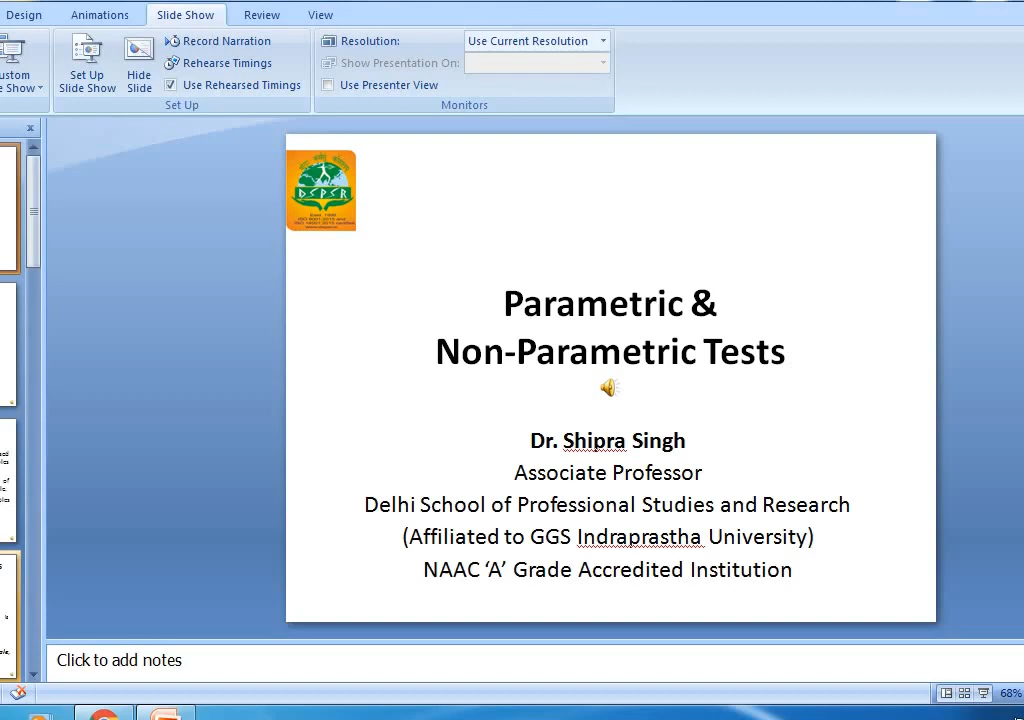 Design Animations Slide Show Review View
Record Narration
Rehearse Timings
Use Rehearsed Timings
Set Up Slide Show
Hide Slide
Set Up
Resolution: Use Current Resolution
Show Presentation On:
Use Presenter View
Monitors
DSPSR
Parametric &
Non-Parametric Tests
Dr. Shipra Singh
Associate Professor
Delhi School of Professional Studies and Research
(Affiliated to GGS Indraprastha University)
NAAC ‘A’ Grade Accredited Institution
Click to add notes
68%